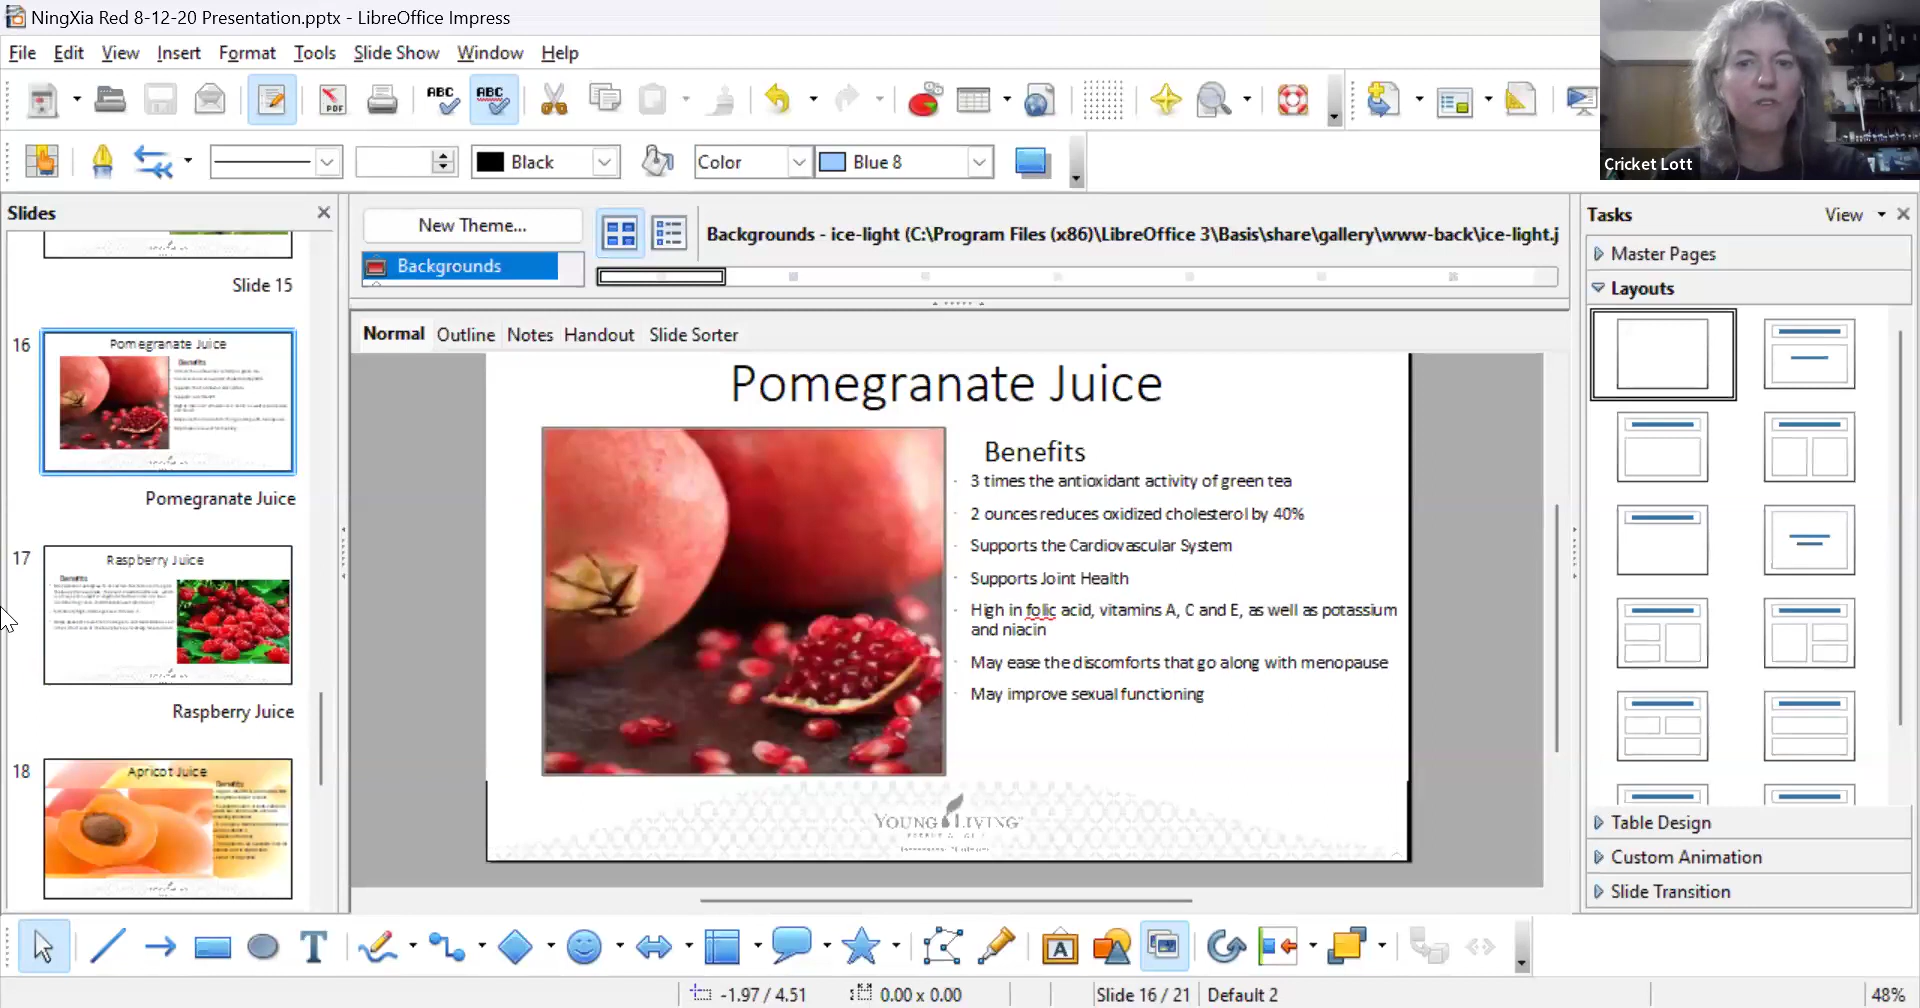 NingXia Red 8-12-20 Presentation.pptx - LibreOffice Impress
File Edit View Insert Format Tools Slide Show Window Help
PDF
ABC
ABC
Black
Color
Blue 8
Cricket Lott
Slides
New Theme...
Backgrounds
Backgrounds - ice-light (C:\Program Files (x86)\LibreOffice 3\Basis\share\gallery\www-back\ice-light.j
Tasks
View
Master Pages
Layouts
Slide 15
Normal Outline Notes Handout Slide Sorter
16
Pomegranate Juice
Benefits
Pomegranate Juice
17
Raspberry Juice
Benefits
Raspberry Juice
18
Apricot Juice
Benefits
Pomegranate Juice
Benefits
3 times the antioxidant activity of green tea
2 ounces reduces oxidized cholesterol by 40%
Supports the Cardiovascular System
Supports Joint Health
High in folic acid, vitamins A, C and E, as well as potassium
and niacin
May ease the discomforts that go along with menopause
May improve sexual functioning
YOUNG LIVING
Table Design
Custom Animation
Slide Transition
T
A
-1.97 / 4.51
0.00 x 0.00
Slide 16 / 21
Default 2
48%